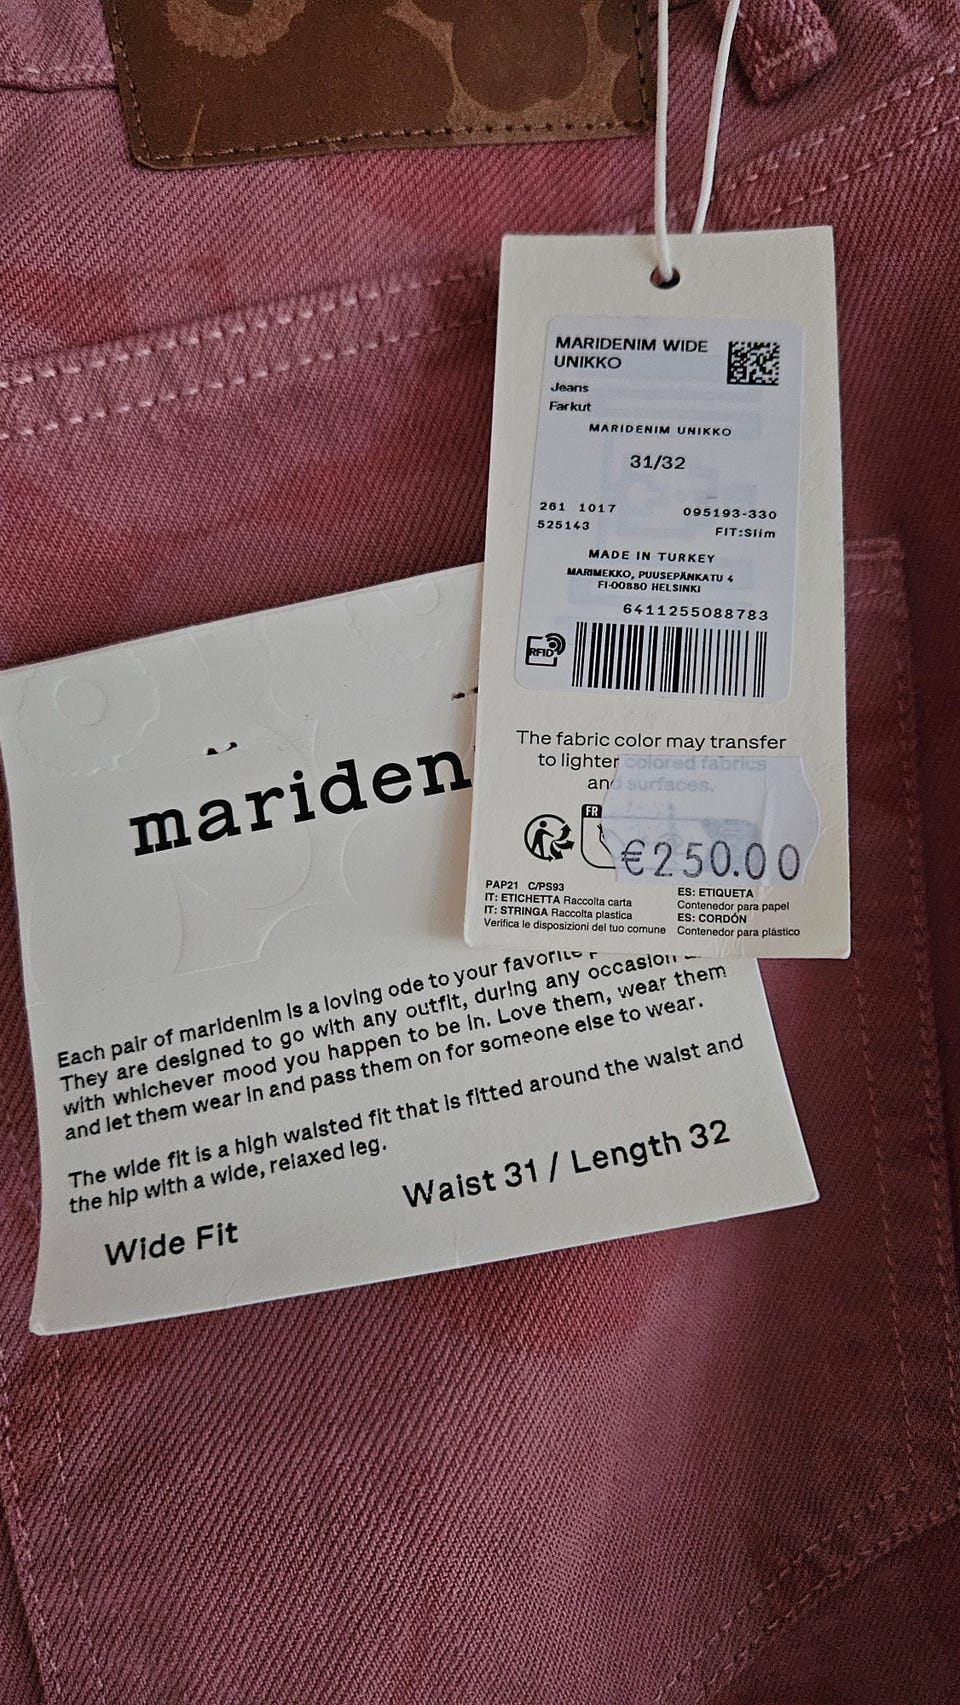 MARIDENIM WIDE
UNIKKO
Jeans
Farkut
MARIDENIM UNIKKO
31/32
261 1017 095193-330
525143 FIT:Slim
MADE IN TURKEY
MARIMEKKO, PUUSEPÄNKATU 4
FI-00880 HELSINKI
6411255088783
RFID
The fabric color may transfer
to lighter colored fabrics
and surfaces.
FR
€250.00
PAP21 C/PS93
IT: ETICHETTA Raccolta carta
IT: STRINGA Raccolta plastica
Verifica le disposizioni del tuo comune
ES: ETIQUETA
Contenedor para papel
ES: CORDÓN
Contenedor para plástico
mariden
Each pair of maridenim is a loving ode to your favorite
They are designed to go with any outfit, during any occasion
with whichever mood you happen to be in. Love them, wear them
and let them wear in and pass them on for someone else to wear.
The wide fit is a high waisted fit that is fitted around the waist and
the hip with a wide, relaxed leg.
Waist 31 / Length 32
Wide Fit